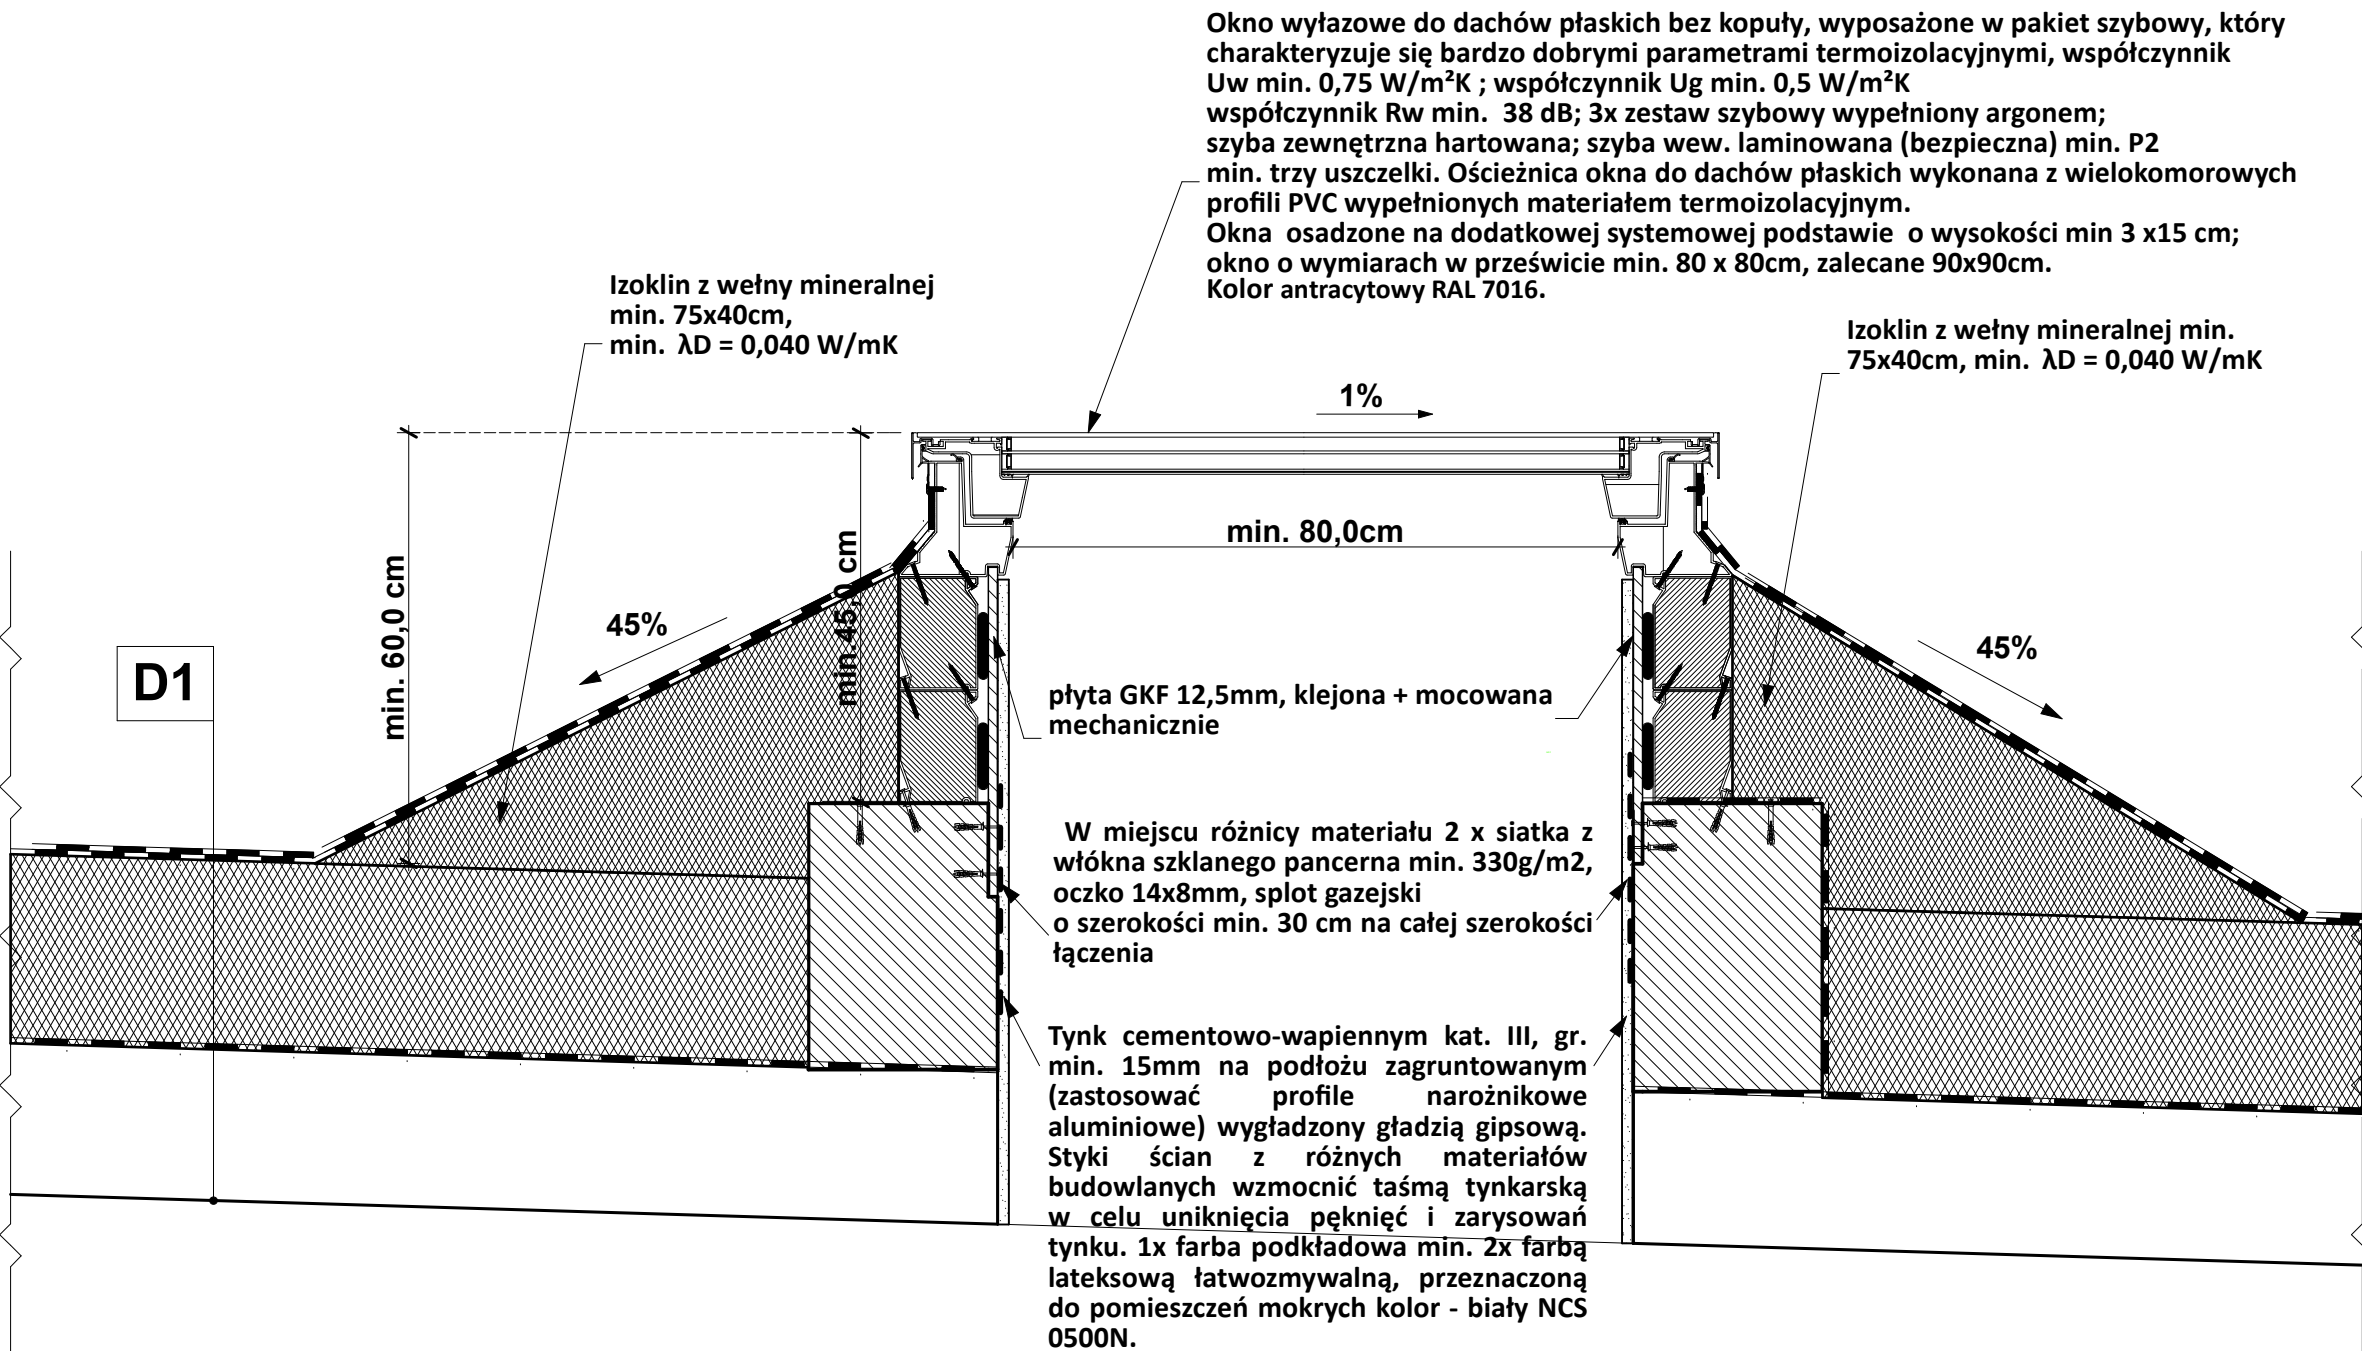 Okno wyłazowe do dachów płaskich bez kopuły, wyposażone w pakiet szybowy, który
charakteryzuje się bardzo dobrymi parametrami termoizolacyjnymi, współczynnik
Uw min. 0,75 W/m²K ; współczynnik Ug min. 0,5 W/m²K
współczynnik Rw min. 38 dB; 3x zestaw szybowy wypełniony argonem;
szyba zewnętrzna hartowana; szyba wew. laminowana (bezpieczna) min. P2
min. trzy uszczelki. Ościeżnica okna do dachów płaskich wykonana z wielokomorowych
profili PVC wypełnionych materiałem termoizolacyjnym.
Okna osadzone na dodatkowej systemowej podstawie o wysokości min 3 x15 cm;
okno o wymiarach w prześwicie min. 80 x 80cm, zalecane 90x90cm.
Kolor antracytowy RAL 7016.
Izoklin z wełny mineralnej
min. 75x40cm,
min. λD = 0,040 W/mK
Izoklin z wełny mineralnej min.
75x40cm, min. λD = 0,040 W/mK
1%
min. 80,0cm
min. 60,0 cm
min.45,0 cm
45%
45%
D1
płyta GKF 12,5mm, klejona + mocowana
mechanicznie
W miejscu różnicy materiału 2 x siatka z
włókna szklanego pancerna min. 330g/m2,
oczko 14x8mm, splot gazejski
o szerokości min. 30 cm na całej szerokości
łączenia
Tynk cementowo-wapiennym kat. III, gr.
min. 15mm na podłożu zagruntowanym
(zastosować profile narożnikowe
aluminiowe) wygładzony gładzią gipsową.
Styki ścian z różnych materiałów
budowlanych wzmocnić taśmą tynkarską
w celu uniknięcia pęknięć i zarysowań
tynku. 1x farba podkładowa min. 2x farbą
lateksową łatwozmywalną, przeznaczoną
do pomieszczeń mokrych kolor - biały NCS
0500N.